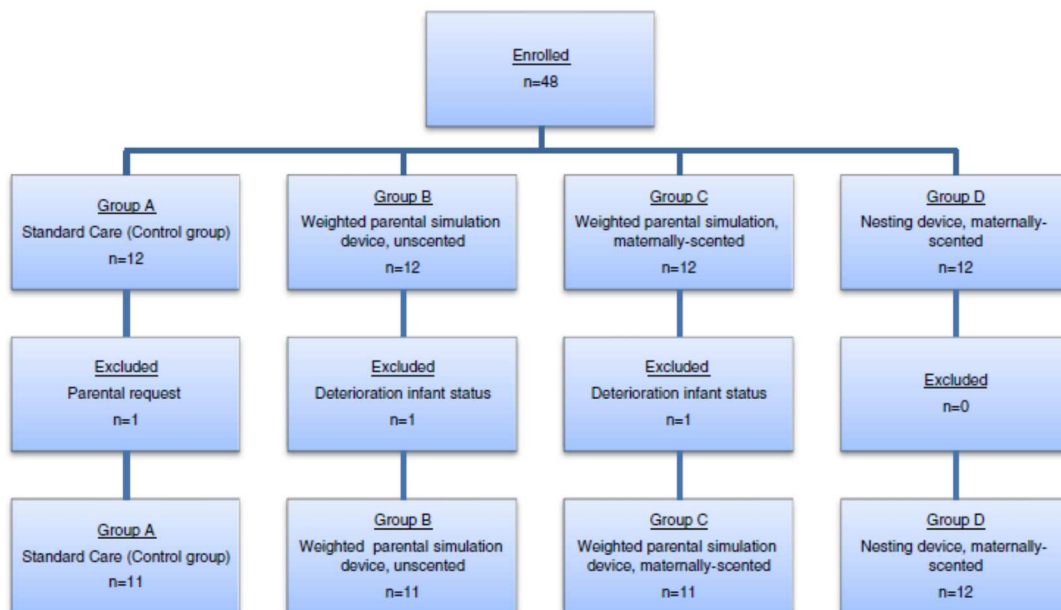 Enrolled
n=48
Group A
Standard Care (Control group)
n=12
Group B
Weighted parental simulation
device, unscented
n=12
Group C
Weighted parental simulation,
maternally-scented
n=12
Group D
Nesting device, maternally-
scented
n=12
Excluded
Parental request
n=1
Excluded
Deterioration infant status
n=1
Excluded
Deterioration infant status
n=1
Excluded
n=0
Group A
Standard Care (Control group)
n=11
Group B
Weighted parental simulation
device, unscented
n=11
Group C
Weighted parental simulation
device, maternally-scented
n=11
Group D
Nesting device, maternally-
scented
n=12